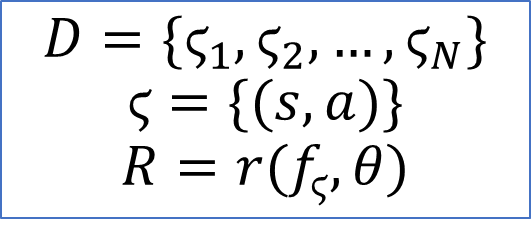 D = {ς₁, ς₂, …, ς_N}
ς = {(s, a)}
R = r(f_ς, θ)